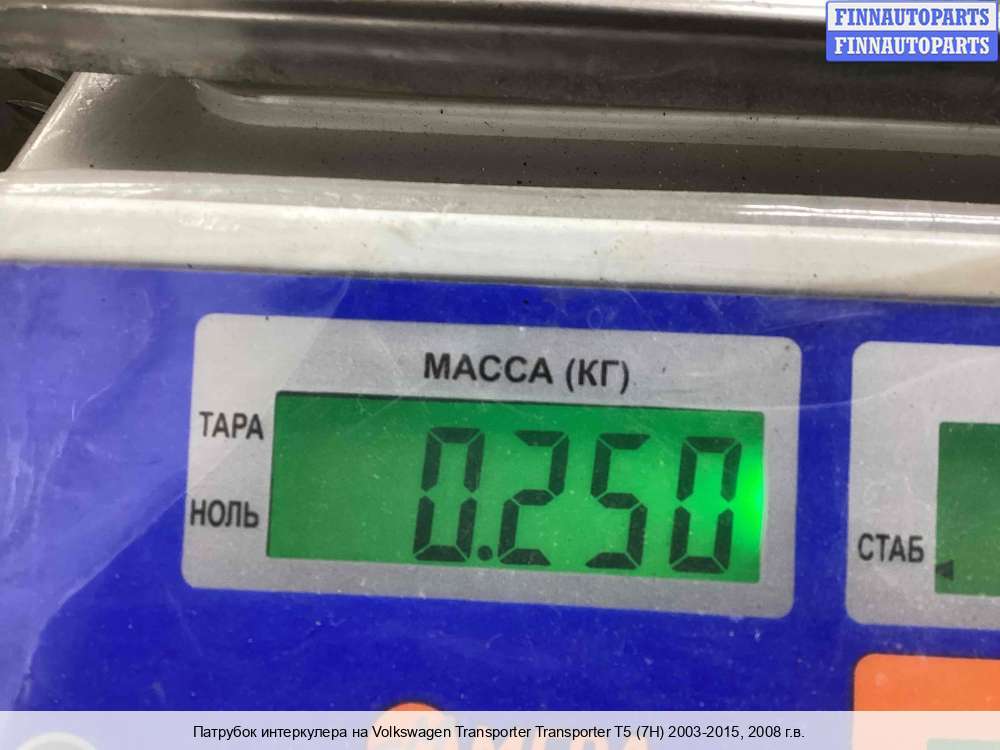 FINNAUTOPARTS
FINNAUTOPARTS
МАССА (КГ)
ТАРА
0.250
НОЛЬ
СТАБ
Патрубок интеркулера на Volkswagen Transporter Transporter T5 (7H) 2003-2015, 2008 г.в.